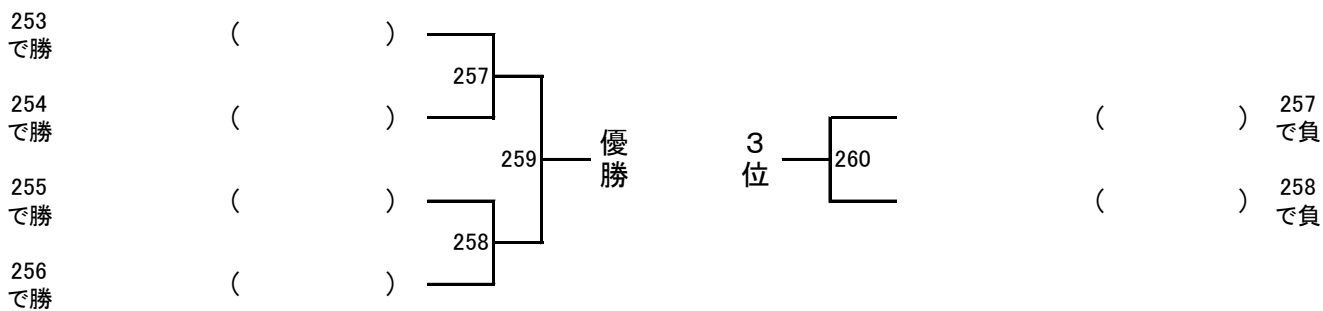 253
で勝 (　　　)
257
254
で勝 (　　　)
259
優勝
255
で勝 (　　　)
258
256
で勝 (　　　)
3位
260
(　　　) 257
で負
(　　　) 258
で負